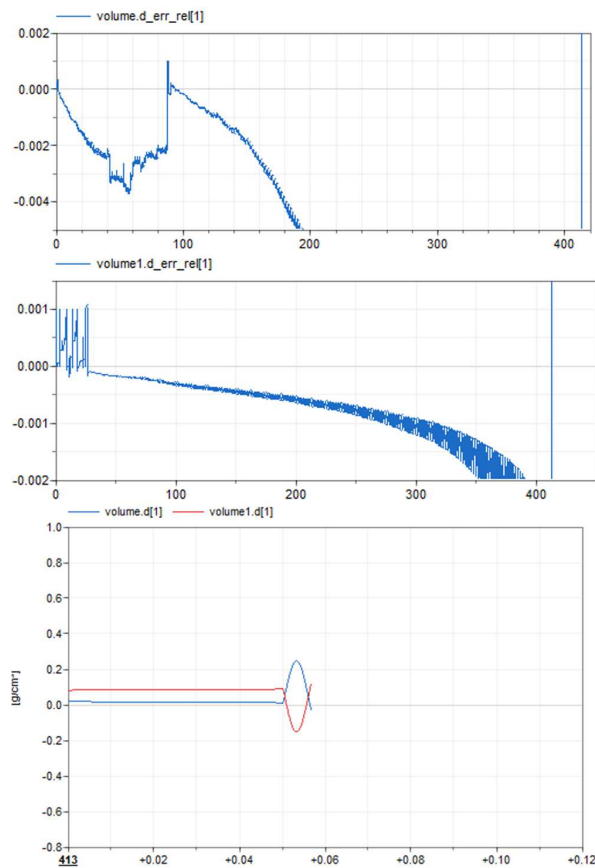 volume.d_err_rel[1]
0.002
0.000
-0.002
-0.004
0 100 200 300 400
volume1.d_err_rel[1]
0.001
0.000
-0.001
-0.002
0 100 200 300 400
volume.d[1] volume1.d[1]
1.0
0.8
0.6
0.4
0.2
0.0
-0.2
-0.4
-0.6
-0.8
[g/cm³]
413 +0.02 +0.04 +0.06 +0.08 +0.10 +0.12